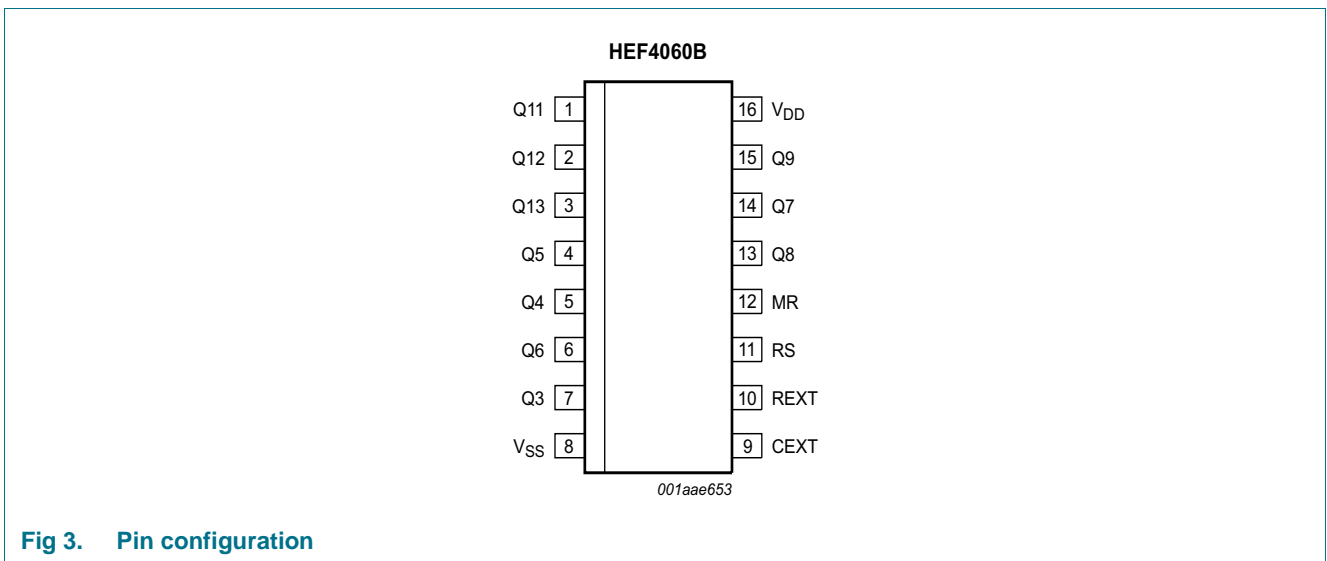 HEF4060B
Q11 1 16 VDD
Q12 2 15 Q9
Q13 3 14 Q7
Q5 4 13 Q8
Q4 5 12 MR
Q6 6 11 RS
Q3 7 10 REXT
VSS 8 9 CEXT
001aae653
Fig 3. Pin configuration